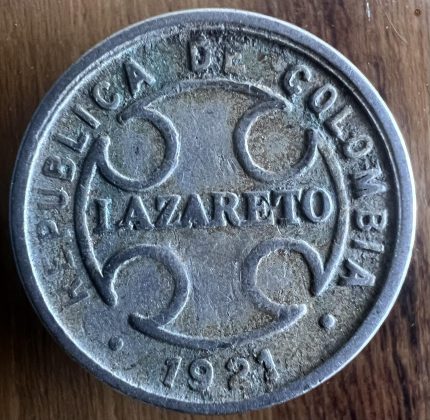 REPUBLICA DE COLOMBIA
LAZARETO
1921